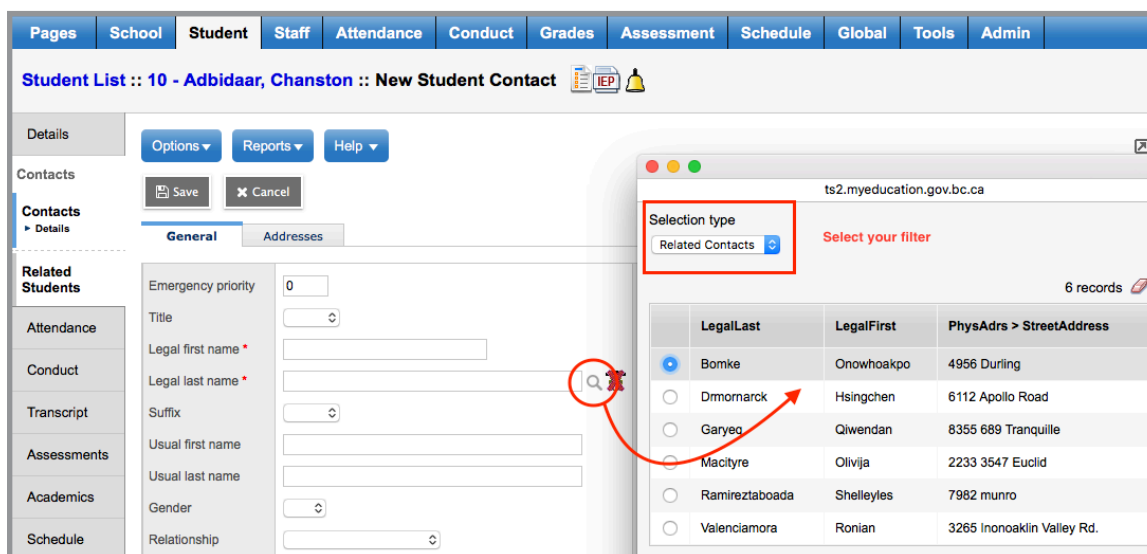 Pages School Student Staff Attendance Conduct Grades Assessment Schedule Global Tools Admin
Student List :: 10 - Adbidaar, Chanston :: New Student Contact IEP
Details
Contacts
Contacts
Details
Related
Students
Attendance
Conduct
Transcript
Assessments
Academics
Schedule
Options Reports Help
Save Cancel
General Addresses
Emergency priority 0
Title
Legal first name *
Legal last name *
Suffix
Usual first name
Usual last name
Gender
Relationship
ts2.myeducation.gov.bc.ca
Selection type
Related Contacts
Select your filter
6 records
LegalLast LegalFirst PhysAdrs > StreetAddress
Bomke Onowhoakpo 4956 Durling
Drmornarck Hsingchen 6112 Apollo Road
Garyeq Qiwendan 8355 689 Tranquille
Macityre Olivija 2233 3547 Euclid
Ramireztaboada Shelleyles 7982 munro
Valenciamora Ronian 3265 Inonoaklin Valley Rd.